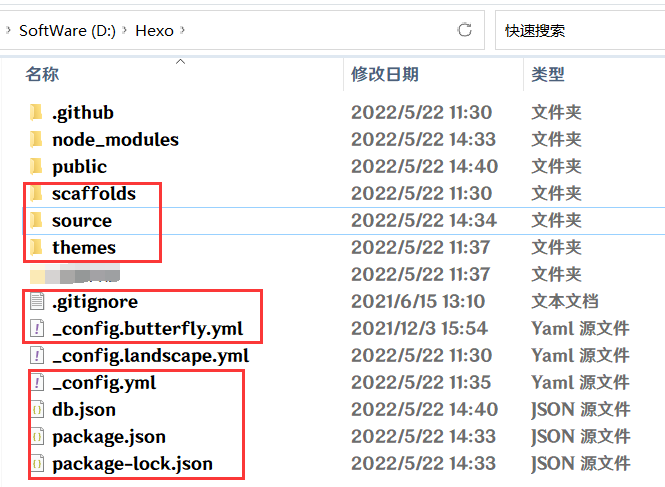 SoftWare (D:) Hexo 快速搜索
名称 修改日期 类型
.github 2022/5/22 11:30 文件夹
node_modules 2022/5/22 14:33 文件夹
public 2022/5/22 14:40 文件夹
scaffolds 2022/5/22 11:30 文件夹
source 2022/5/22 14:34 文件夹
themes 2022/5/22 11:37 文件夹
2022/5/22 11:37 文件夹
.gitignore 2021/6/15 13:10 文本文档
_config.butterfly.yml 2021/12/3 15:54 Yaml 源文件
_config.landscape.yml 2022/5/22 11:30 Yaml 源文件
_config.yml 2022/5/22 11:35 Yaml 源文件
db.json 2022/5/22 14:40 JSON 源文件
package.json 2022/5/22 14:33 JSON 源文件
package-lock.json 2022/5/22 14:33 JSON 源文件